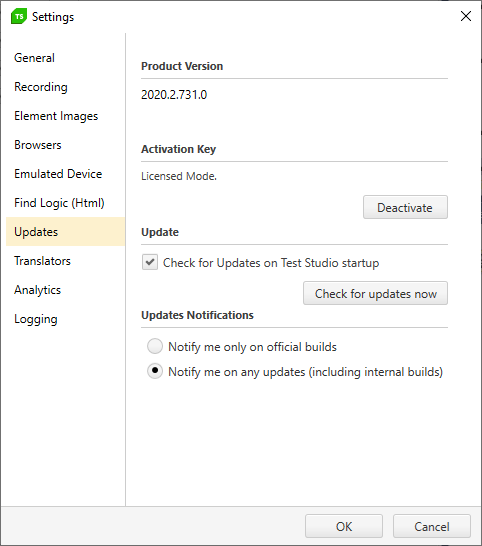 TS Settings
General
Recording
Element Images
Browsers
Emulated Device
Find Logic (Html)
Updates
Translators
Analytics
Logging
Product Version
2020.2.731.0
Activation Key
Licensed Mode.
Deactivate
Update
Check for Updates on Test Studio startup
Check for updates now
Updates Notifications
Notify me only on official builds
Notify me on any updates (including internal builds)
OK
Cancel